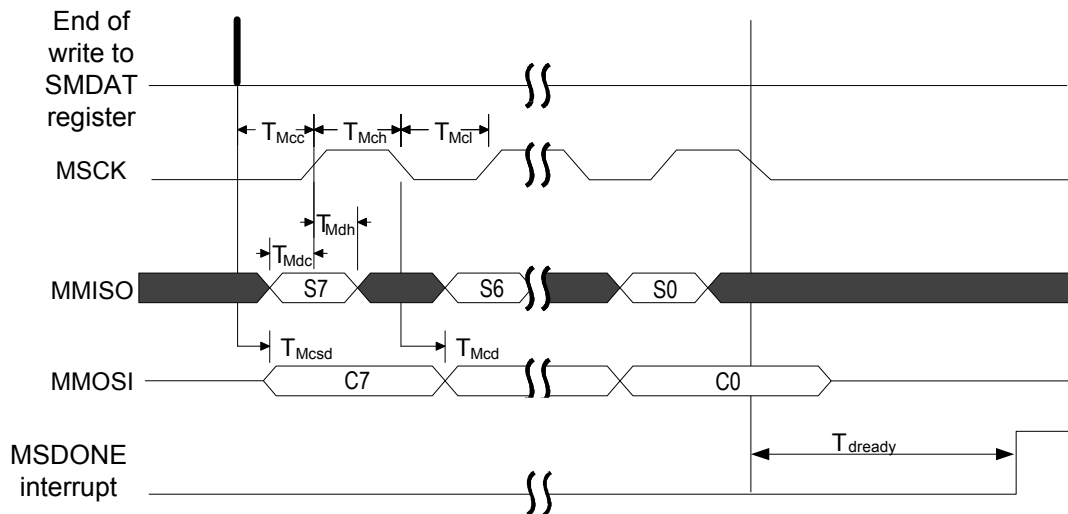 End of
write to
SMDAT
register
TMcc
TMch
TMcl
MSCK
TMdh
TMdc
MMISO
S7
S6
S0
TMcsd
TMcd
MMOSI
C7
C0
MSDONE
interrupt
Tdready